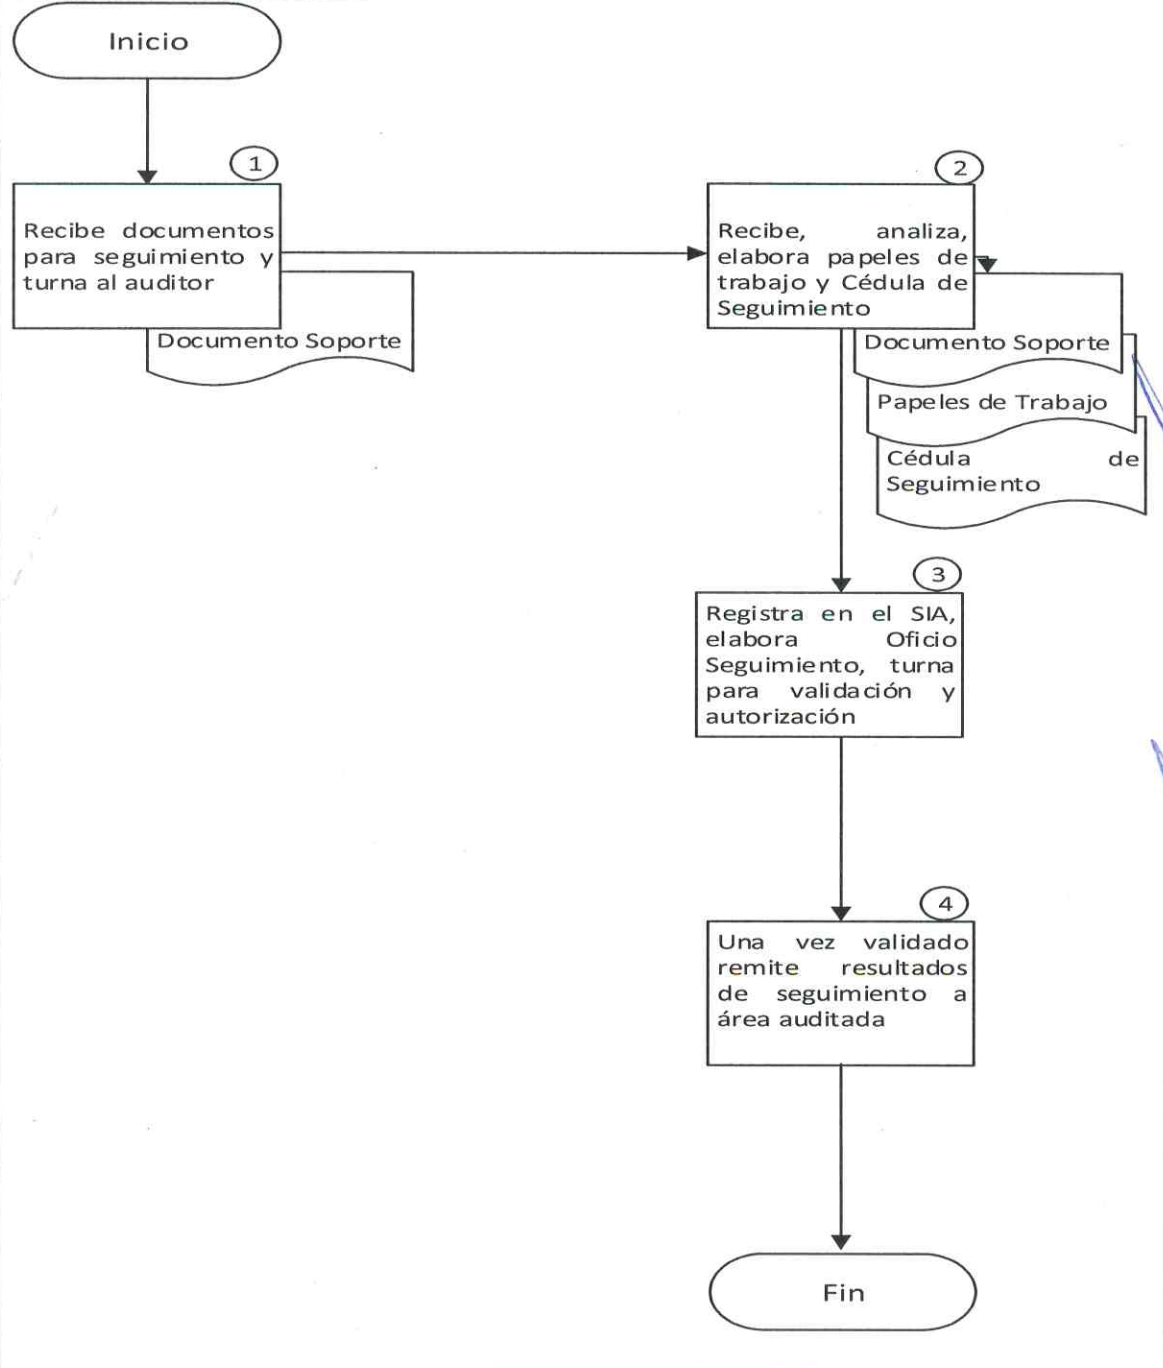 Inicio
1
Recibe documentos
para seguimiento y
turna al auditor
Documento Soporte
2
Recibe, analiza,
elabora papeles de
trabajo y Cédula de
Seguimiento
Documento Soporte
Papeles de Trabajo
Cédula de
Seguimiento
3
Registra en el SIA,
elabora Oficio
Seguimiento, turna
para validación y
autorización
4
Una vez validado
remite resultados
de seguimiento a
área auditada
Fin